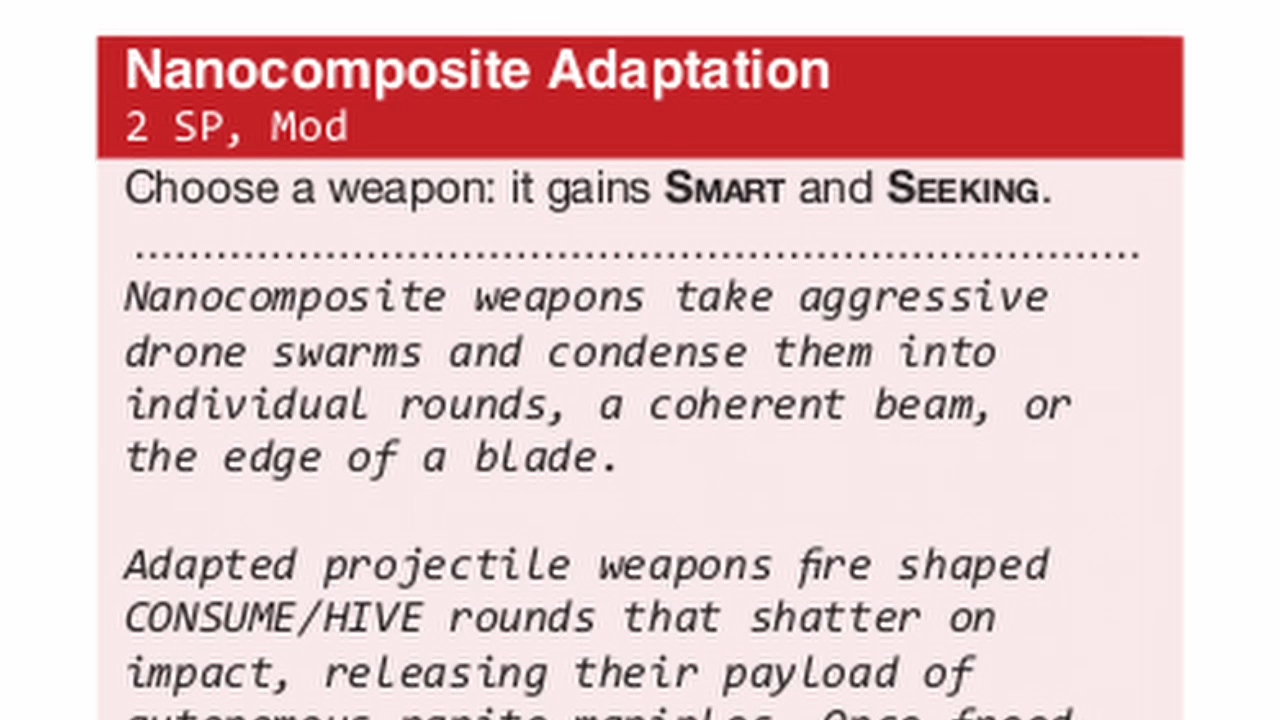 Nanocomposite Adaptation
2 SP, Mod
Choose a weapon: it gains SMART and SEEKING.
Nanocomposite weapons take aggressive
drone swarms and condense them into
individual rounds, a coherent beam, or
the edge of a blade.
Adapted projectile weapons fire shaped
CONSUME/HIVE rounds that shatter on
impact, releasing their payload of